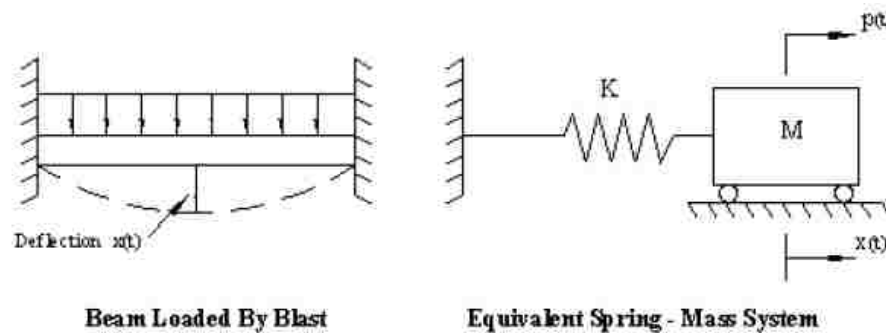 p(t
K
M
Deflection x(t)
x(t)
Beam Loaded By Blast
Equivalent Spring - Mass System